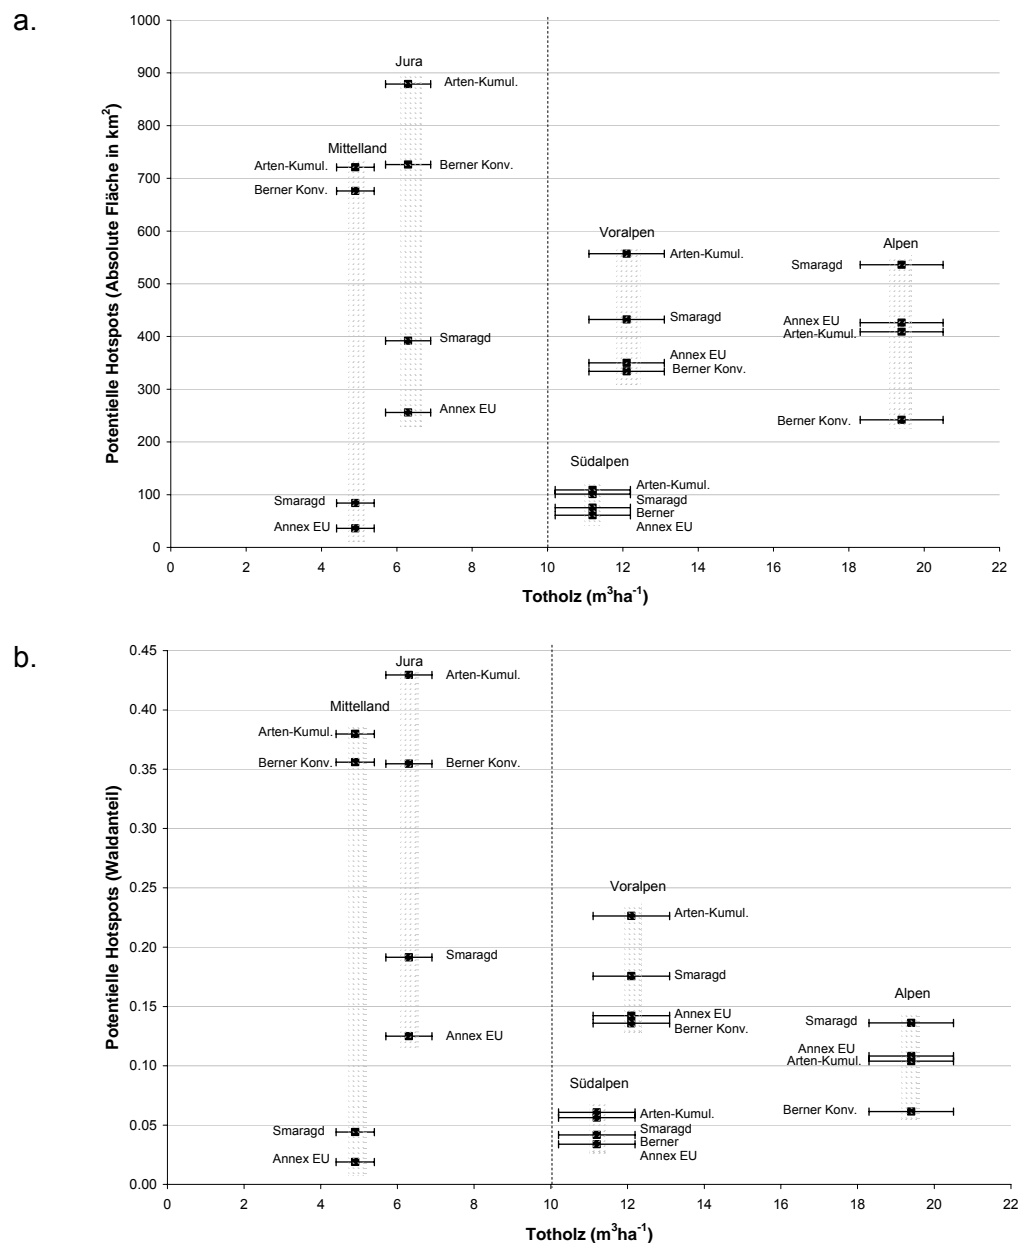 a.
Potentielle Hotspots (Absolute Fläche in km²)
1000
900
800
700
600
500
400
300
200
100
0
Jura
Arten-Kumul.
Mittelland
Arten-Kumul.
Berner Konv.
Berner Konv.
Voralpen
Arten-Kumul.
Alpen
Smaragd
Smaragd
Annex EU
Arten-Kumul.
Smaragd
Annex EU
Berner Konv.
Annex EU
Berner Konv.
Südalpen
Arten-Kumul.
Smaragd
Berner
Annex EU
Smaragd
Annex EU
0 2 4 6 8 10 12 14 16 18 20 22
Totholz (m³ha⁻¹)
b.
Potentielle Hotspots (Waldanteil)
0.45
0.40
0.35
0.30
0.25
0.20
0.15
0.10
0.05
0.00
Jura
Arten-Kumul.
Mittelland
Arten-Kumul.
Berner Konv.
Berner Konv.
Voralpen
Arten-Kumul.
Smaragd
Smaragd
Alpen
Smaragd
Annex EU
Berner Konv.
Annex EU
Annex EU
Arten-Kumul.
Berner Konv.
Südalpen
Arten-Kumul.
Smaragd
Berner
Annex EU
Smaragd
Annex EU
0 2 4 6 8 10 12 14 16 18 20 22
Totholz (m³ha⁻¹)